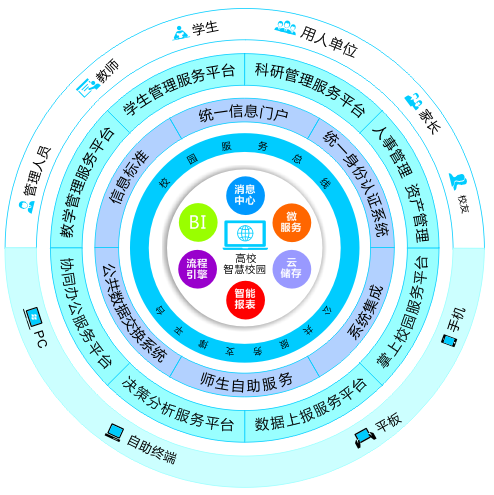 管理人员
教师
学生
用人单位
家长
校友
手机
平板
自助终端
PC
教学管理服务平台
学生管理服务平台
科研管理服务平台
人事管理 资产管理
掌上校园服务平台
数据上报服务平台
决策分析服务平台
协同办公服务平台
信息标准
统一信息门户
统一身份认证系统
系统集成
师生自助服务
公共数据交换系统
校园服务总线
公共服务支撑平台
消息
中心
微
服务
云
储存
智能
报表
流程
引擎
BI
高校
智慧校园